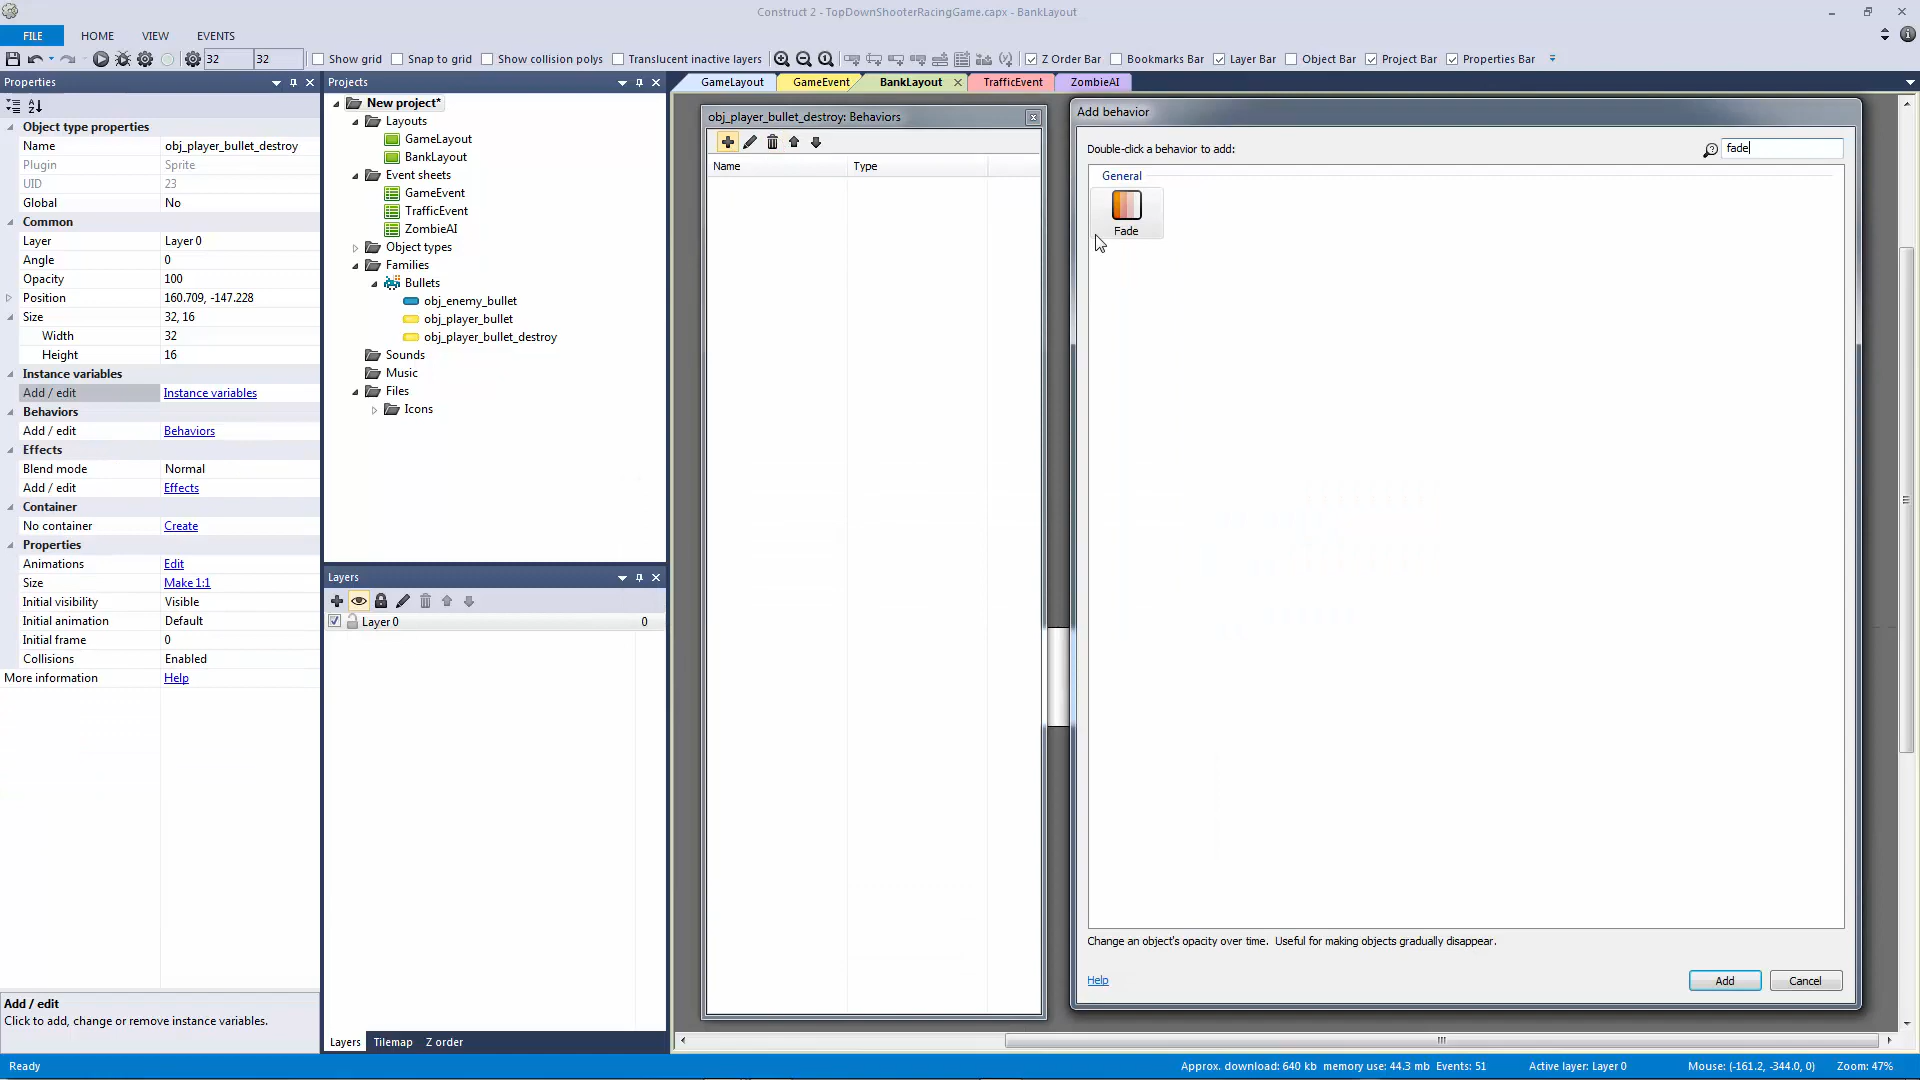 Construct 2 - TopDownShooterRacingGame.capx - BankLayout
FILE HOME VIEW EVENTS
32 32 Show grid Snap to grid Show collision polys Translucent inactive layers Z Order Bar Bookmarks Bar Layer Bar Object Bar Project Bar Properties Bar
Properties
Object type properties
Name obj_player_bullet_destroy
Plugin Sprite
UID 23
Global No
Common
Layer Layer 0
Angle 0
Opacity 100
Position 160.709, -147.228
Size 32, 16
Width 32
Height 16
Instance variables
Add / edit Instance variables
Behaviors
Add / edit Behaviors
Effects
Blend mode Normal
Add / edit Effects
Container
No container Create
Properties
Animations Edit
Size Make 1:1
Initial visibility Visible
Initial animation Default
Initial frame 0
Collisions Enabled
More information Help
Add / edit
Click to add, change or remove instance variables.
Projects
New project*
Layouts
GameLayout
BankLayout
Event sheets
GameEvent
TrafficEvent
ZombieAI
Object types
Families
Bullets
obj_enemy_bullet
obj_player_bullet
obj_player_bullet_destroy
Sounds
Music
Files
Icons
Layers
Layer 0 0
Layers Tilemap Z order
GameLayout GameEvent BankLayout TrafficEvent ZombieAI
obj_player_bullet_destroy: Behaviors
Name Type
Add behavior
Double-click a behavior to add: fade
General
Fade
Change an object's opacity over time. Useful for making objects gradually disappear.
Help Add Cancel
Ready Approx. download: 640 kb memory use: 44.3 mb Events: 51 Active layer: Layer 0 Mouse: (-161.2, -344.0, 0) Zoom: 47%